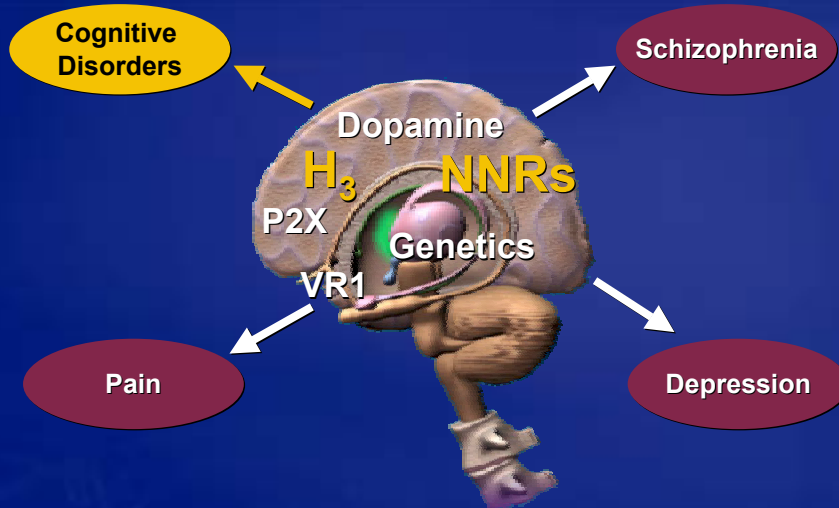 Cognitive
Disorders
Schizophrenia
Dopamine
H₃ NNRs
P2X
Genetics
VR1
Pain
Depression